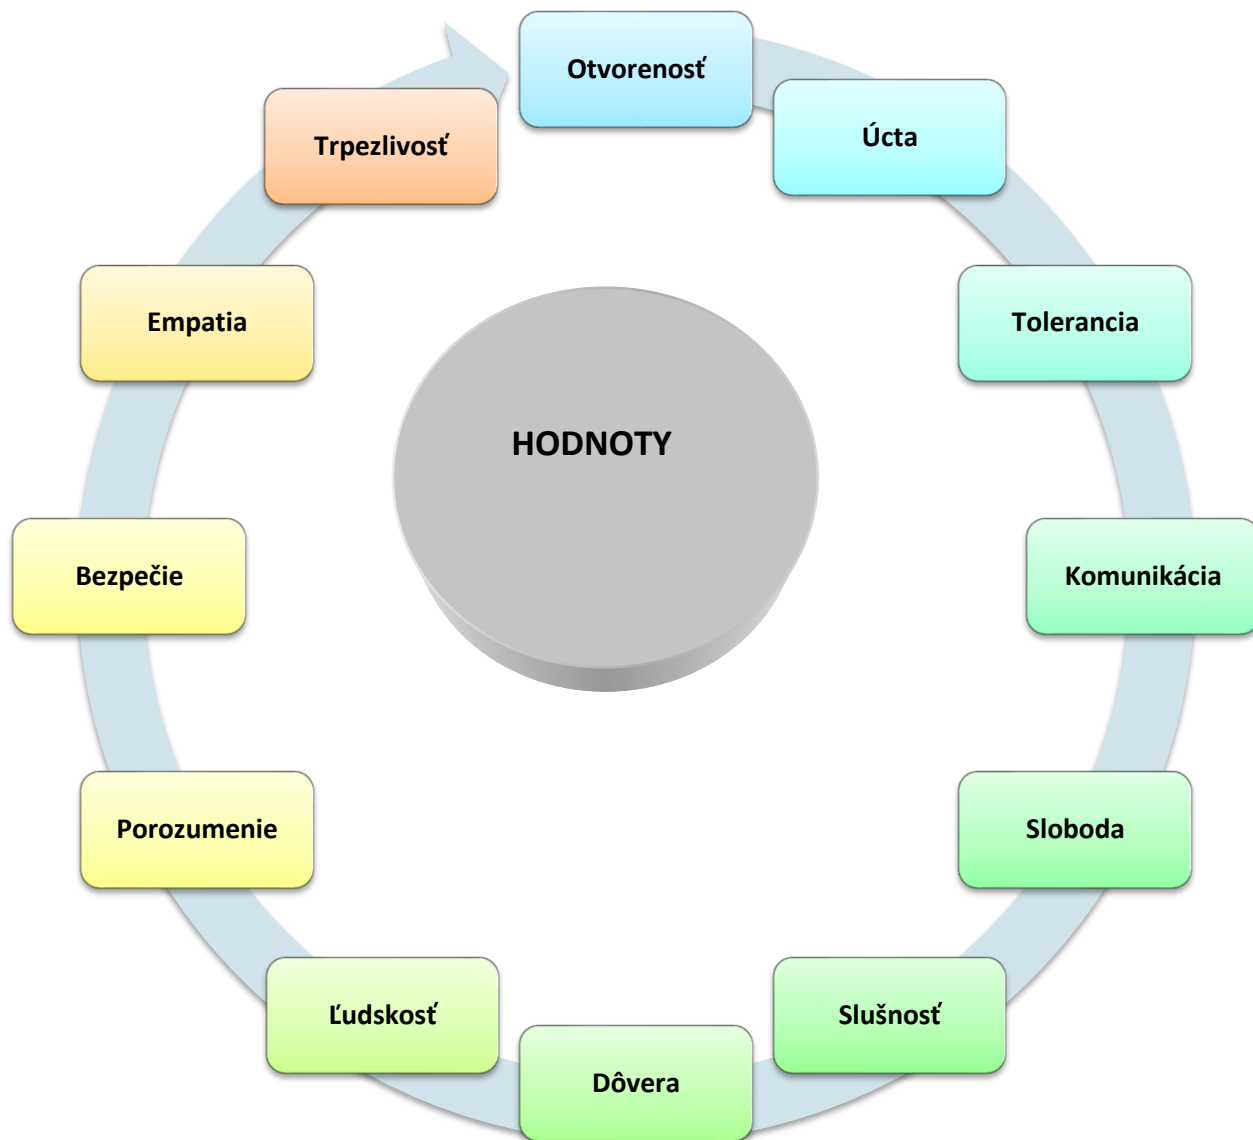 Otvorenosť
Úcta
Tolerancia
Komunikácia
Sloboda
Slušnosť
Dôvera
Ľudskosť
Porozumenie
Bezpečie
Empatia
Trpezlivosť
HODNOTY